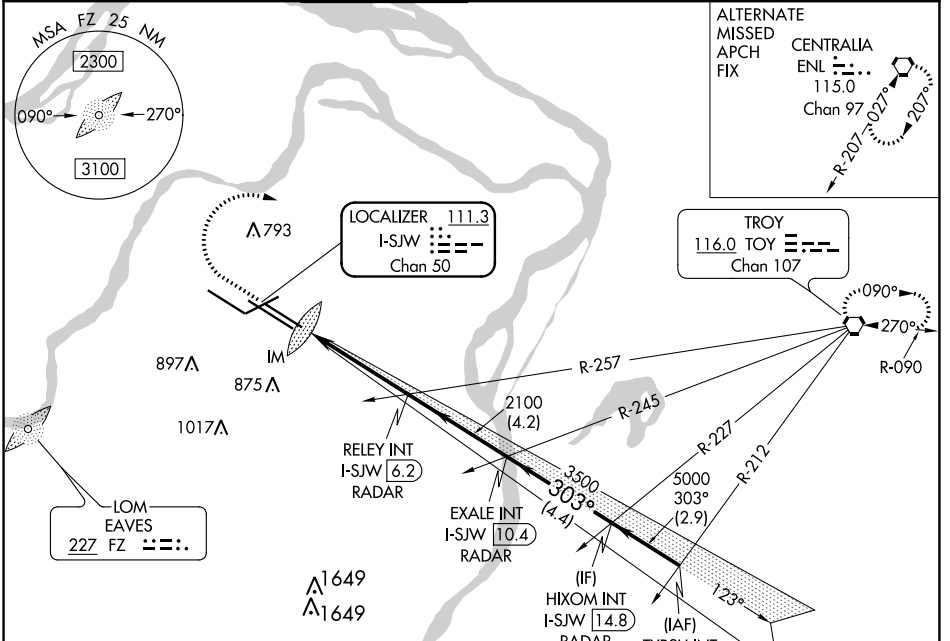 MSA FZ 25 NM
2300
090°
270°
3100
ALTERNATE
MISSED
APCH
FIX
CENTRALIA
ENL
115.0
Chan 97
R-207
027°
207°
793
LOCALIZER 111.3
I-SJW
Chan 50
TROY
116.0 TOY
Chan 107
090°
270°
R-090
IM
897
875
1017
R-257
R-245
R-227
R-212
2100
(4.2)
RELEY INT
I-SJW 6.2
RADAR
3500
303°
(4.4)
5000
303°
(2.9)
EXALE INT
I-SJW 10.4
RADAR
LOM
EAVES
227 FZ
1649
1649
(IF)
HIXOM INT
I-SJW 14.8
RADAR
(IAF)
INT
123°